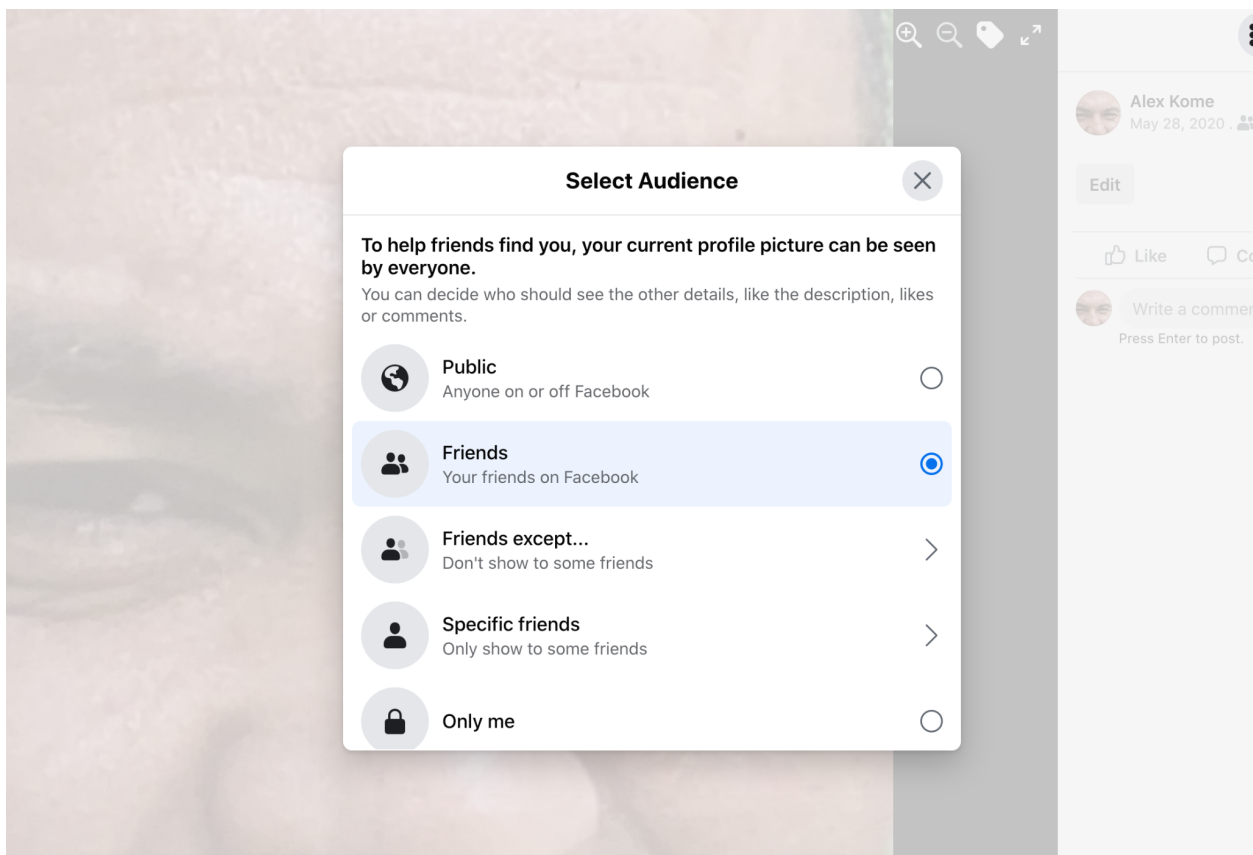 Select Audience
To help friends find you, your current profile picture can be seen
by everyone.
You can decide who should see the other details, like the description, likes
or comments.
Public
Anyone on or off Facebook
Friends
Your friends on Facebook
Friends except...
Don't show to some friends
Specific friends
Only show to some friends
Only me
Alex Kome
May 28, 2020 .
Edit
Like
Co
Write a commen
Press Enter to post.